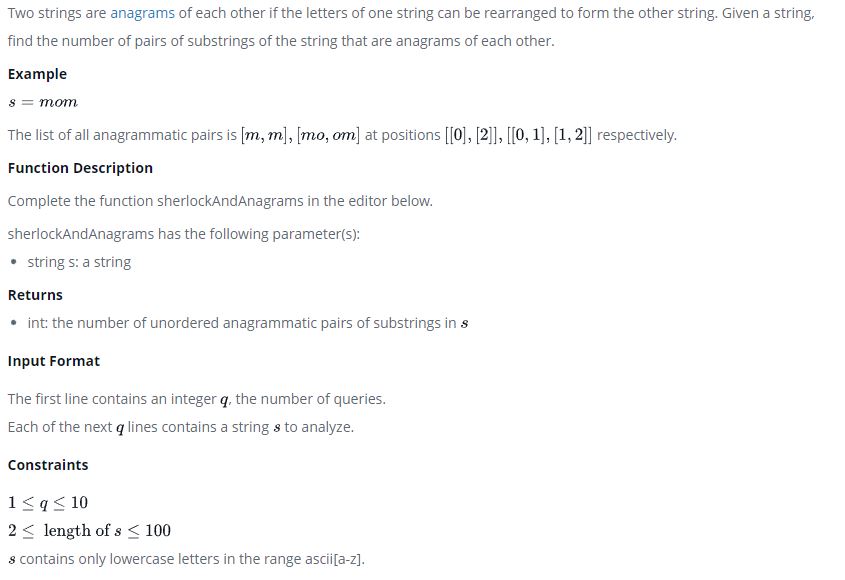 Two strings are anagrams of each other if the letters of one string can be rearranged to form the other string. Given a string,
find the number of pairs of substrings of the string that are anagrams of each other.
Example
s = mom
The list of all anagrammatic pairs is [m, m], [mo, om] at positions [[0], [2]], [[0, 1], [1, 2]] respectively.
Function Description
Complete the function sherlockAndAnagrams in the editor below.
sherlockAndAnagrams has the following parameter(s):
• string s: a string
Returns
• int: the number of unordered anagrammatic pairs of substrings in s
Input Format
The first line contains an integer q, the number of queries.
Each of the next q lines contains a string s to analyze.
Constraints
1 ≤ q ≤ 10
2 ≤ length of s ≤ 100
s contains only lowercase letters in the range ascii[a-z].